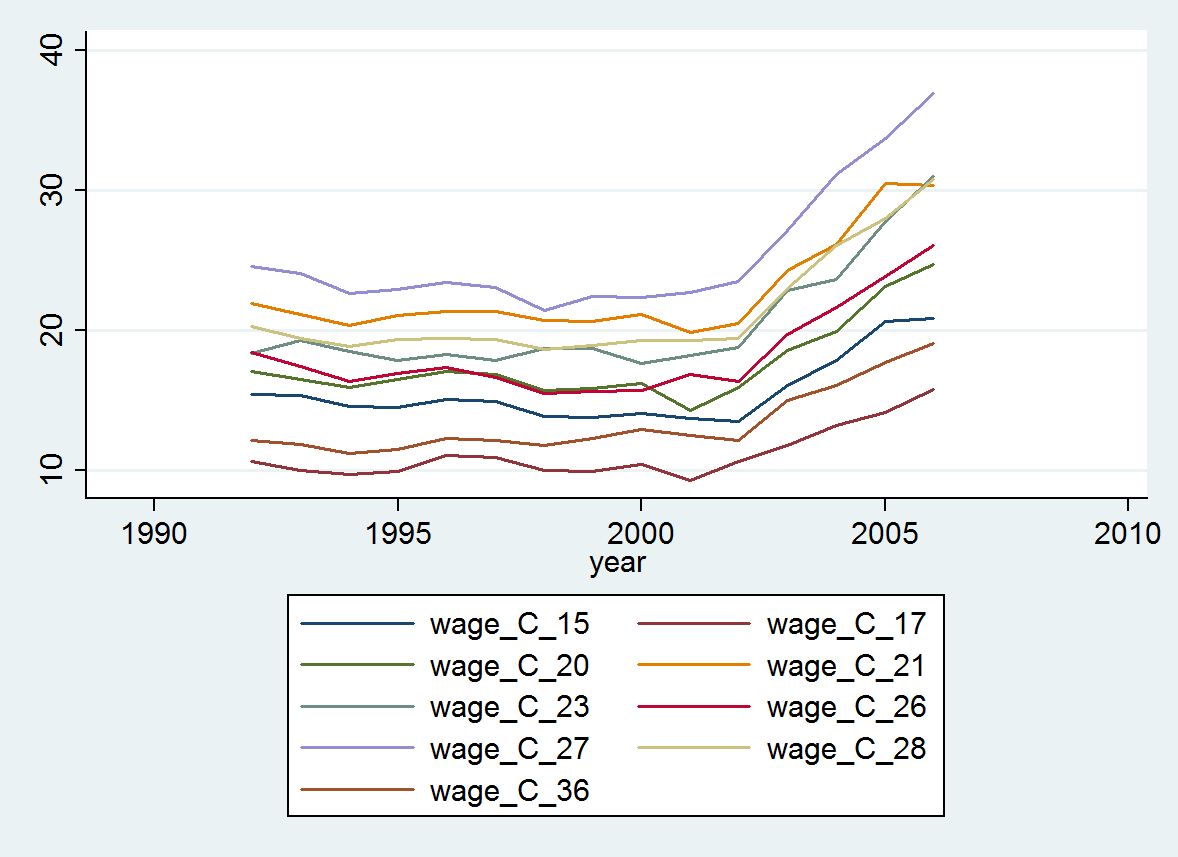 40
30
20
10
1990 1995 2000 2005 2010
year
wage_C_15 wage_C_17
wage_C_20 wage_C_21
wage_C_23 wage_C_26
wage_C_27 wage_C_28
wage_C_36